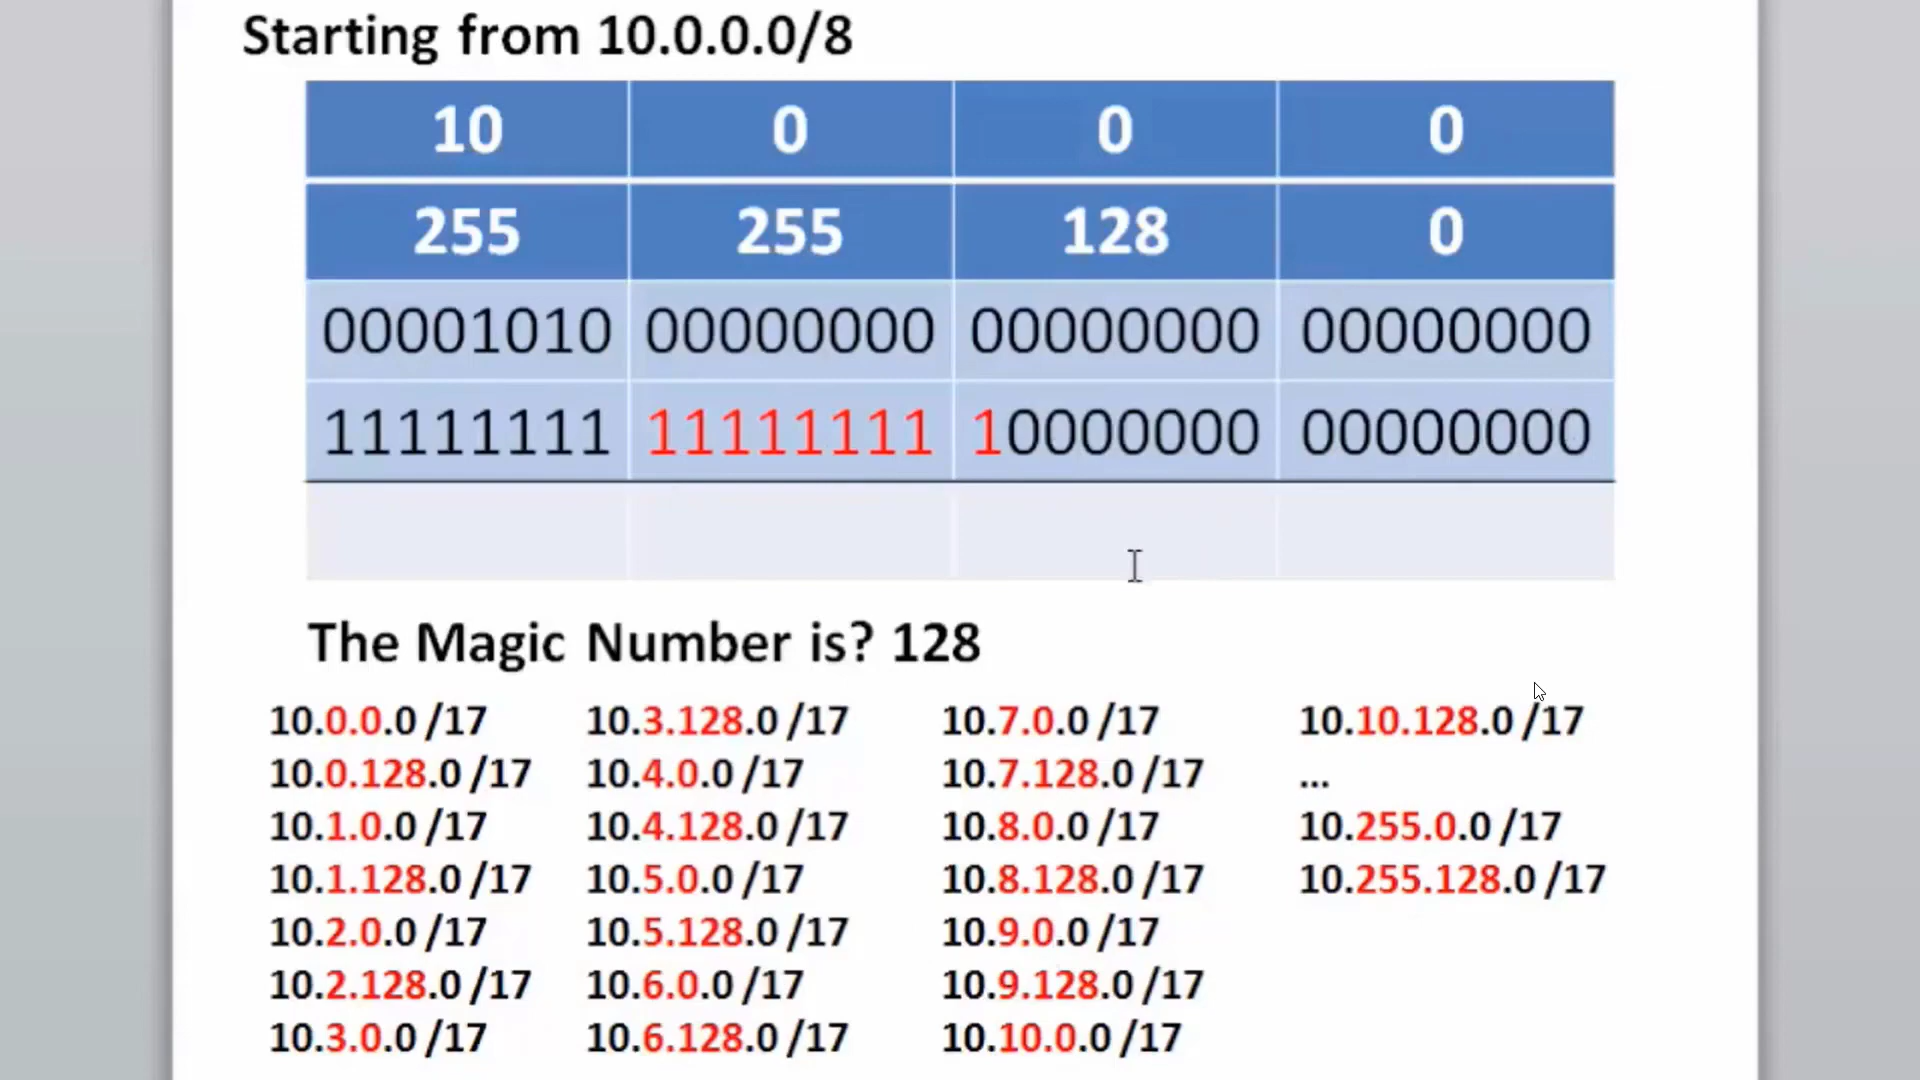 Starting from 10.0.0.0/8
10 0 0 0
255 255 128 0
00001010 00000000 00000000 00000000
11111111 11111111 10000000 00000000
The Magic Number is? 128
10.0.0.0 /17 10.3.128.0 /17 10.7.0.0 /17 10.10.128.0 /17
10.0.128.0 /17 10.4.0.0 /17 10.7.128.0 /17 ...
10.1.0.0 /17 10.4.128.0 /17 10.8.0.0 /17 10.255.0.0 /17
10.1.128.0 /17 10.5.0.0 /17 10.8.128.0 /17 10.255.128.0 /17
10.2.0.0 /17 10.5.128.0 /17 10.9.0.0 /17
10.2.128.0 /17 10.6.0.0 /17 10.9.128.0 /17
10.3.0.0 /17 10.6.128.0 /17 10.10.0.0 /17